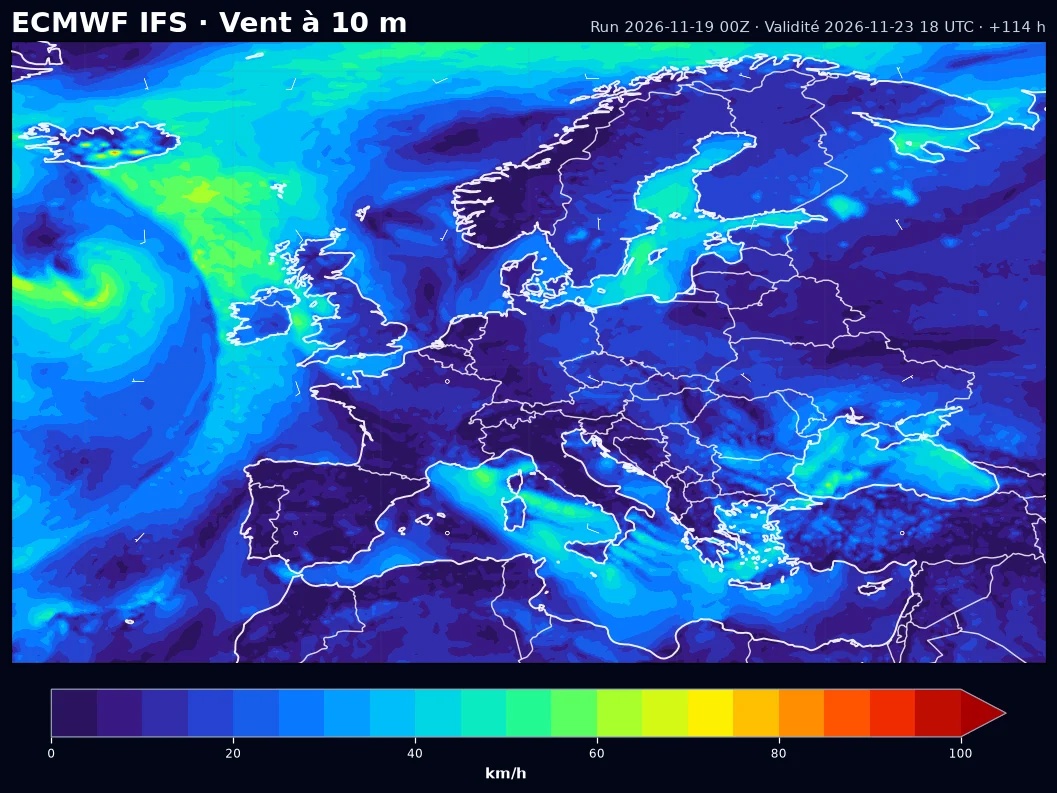 ECMWF IFS · Vent à 10 m
Run 2026-11-19 00Z · Validité 2026-11-23 18 UTC · +114 h
0 20 40 60 80 100
km/h